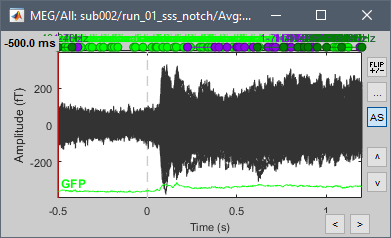 MEG/All: sub002/run_01_sss_notch/Avg:...
-500.0 ms
FLIP
+/-
200
...
0
AS
-200
Amplitude (fT)
GFP
-0.5
0
0.5
1
Time (s)
<
>